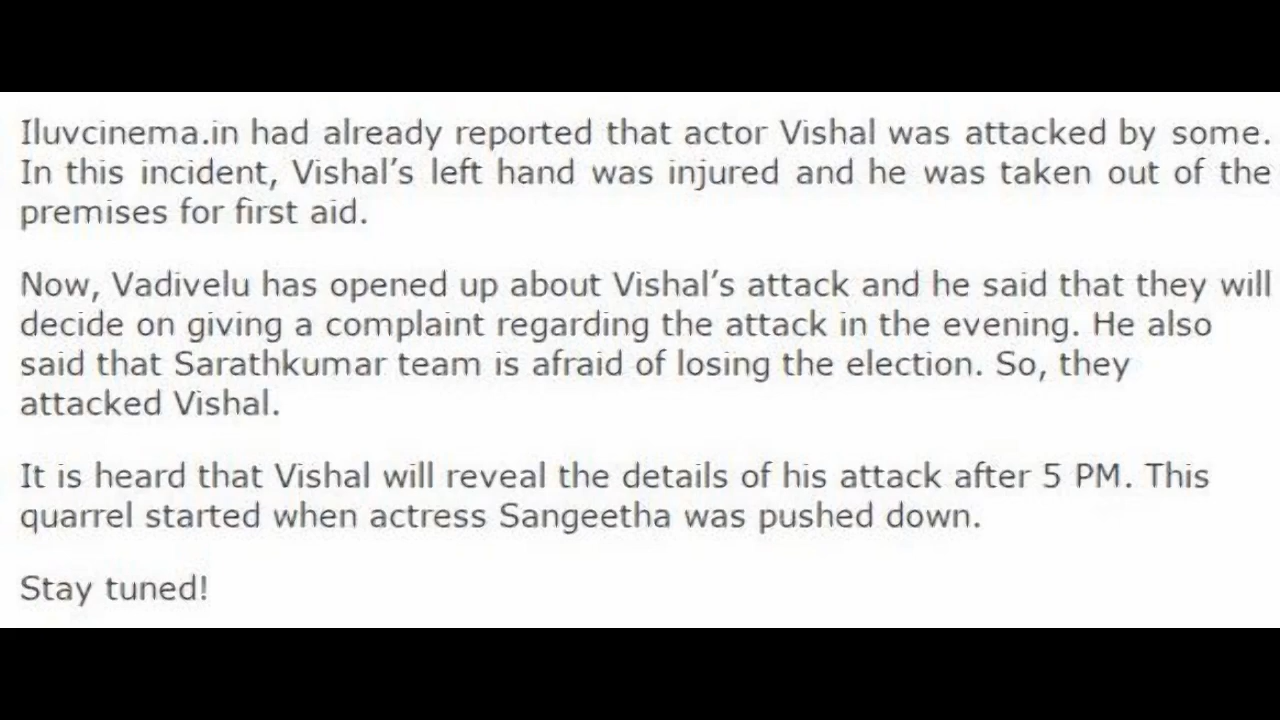 Iluvcinema.in had already reported that actor Vishal was attacked by some.
In this incident, Vishal’s left hand was injured and he was taken out of the
premises for first aid.
Now, Vadivelu has opened up about Vishal’s attack and he said that they will
decide on giving a complaint regarding the attack in the evening. He also
said that Sarathkumar team is afraid of losing the election. So, they
attacked Vishal.
It is heard that Vishal will reveal the details of his attack after 5 PM. This
quarrel started when actress Sangeetha was pushed down.
Stay tuned!